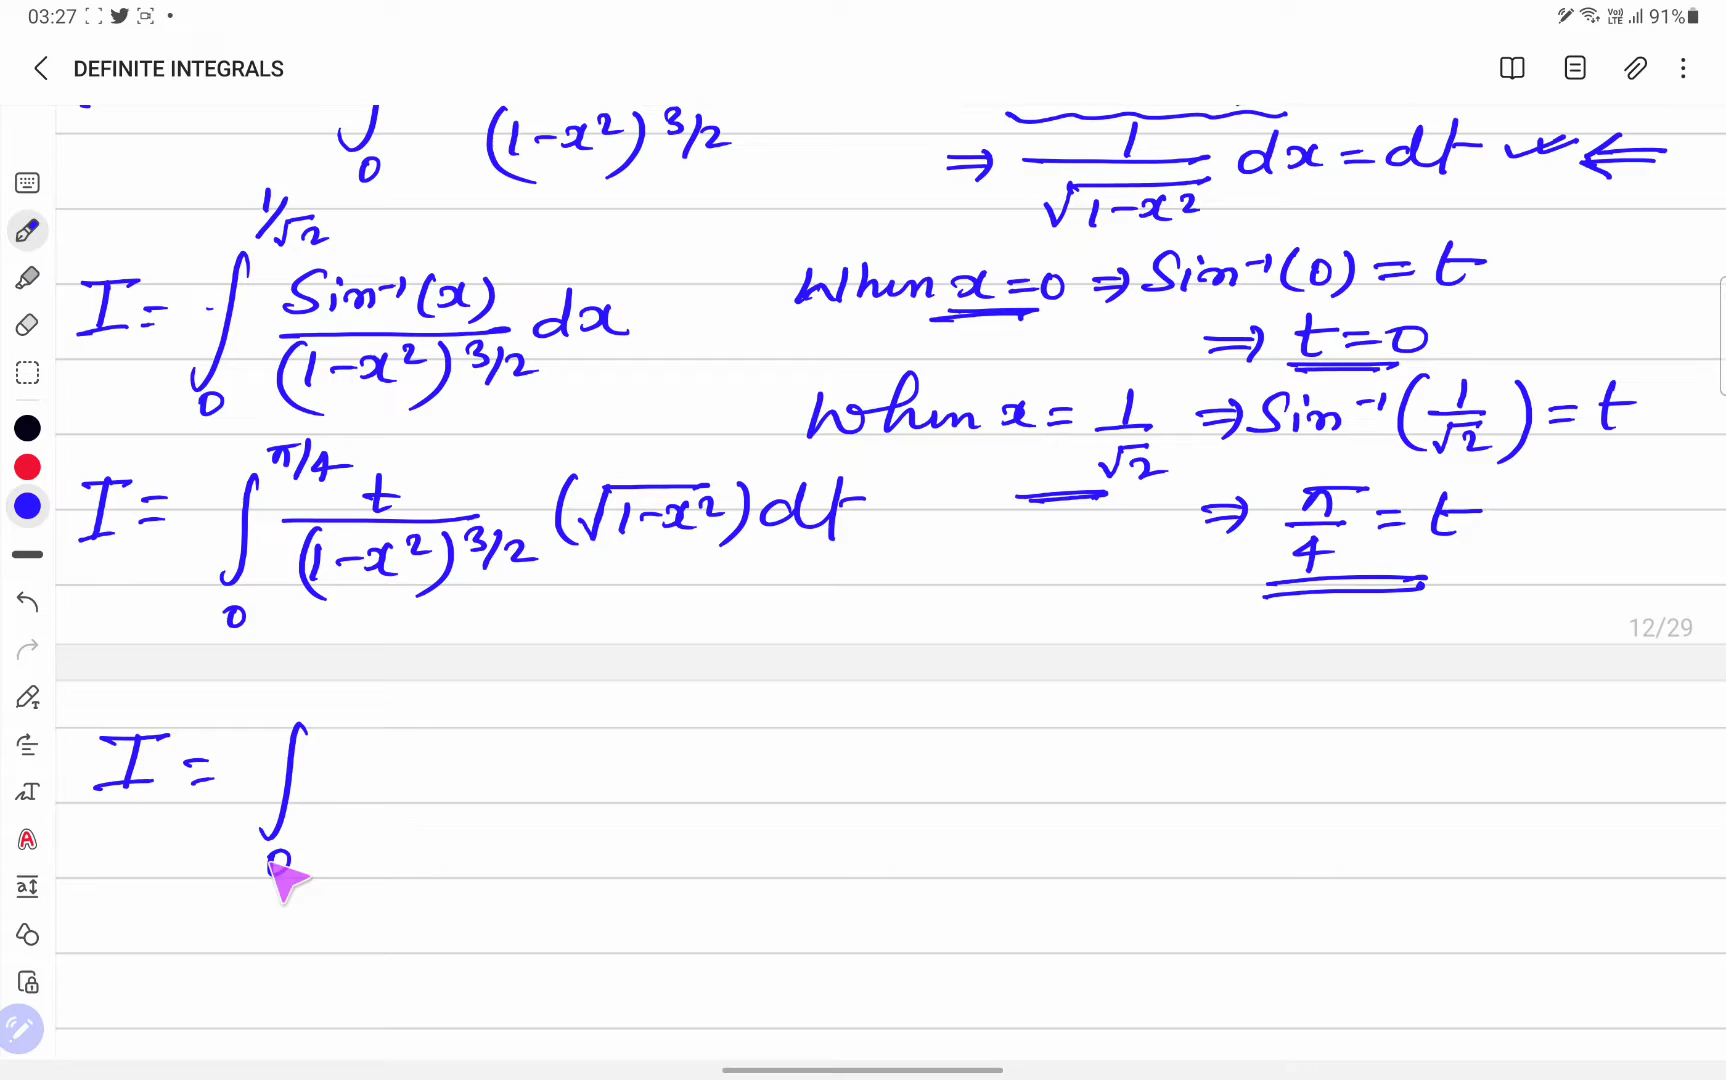 03:27
91%
DEFINITE INTEGRALS
∫ 0 (1-x²)^3/2
⇒ 1/√(1-x²) dx = dt ✓ ⇐
I = ∫ 0 1/√2 Sin⁻¹(x)/(1-x²)^3/2 dx
When x=0 ⇒ Sin⁻¹(0) = t
⇒ t=0
When x = 1/√2 ⇒ Sin⁻¹(1/√2) = t
I = ∫ 0 π/4 t/(1-x²)^3/2 (√(1-x²)) dt
⇒ π/4 = t
12/29
I = ∫ 0